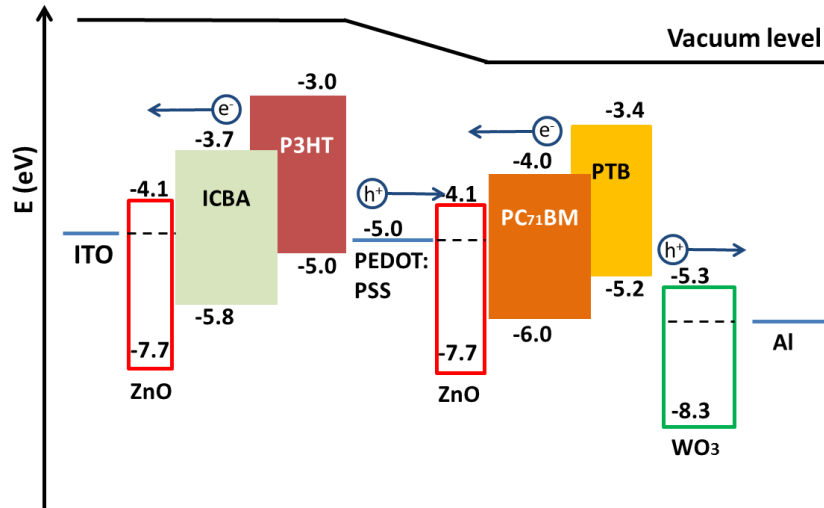 Vacuum level
E (eV)
-3.0
e-
-3.7
P3HT
-4.1
ICBA
ITO
-5.0
-5.8
-7.7
ZnO
h+
-5.0
PEDOT:
PSS
-3.4
e-
-4.0
PTB
4.1
PC71BM
-5.2
-6.0
-7.7
ZnO
h+
-5.3
Al
-8.3
WO3